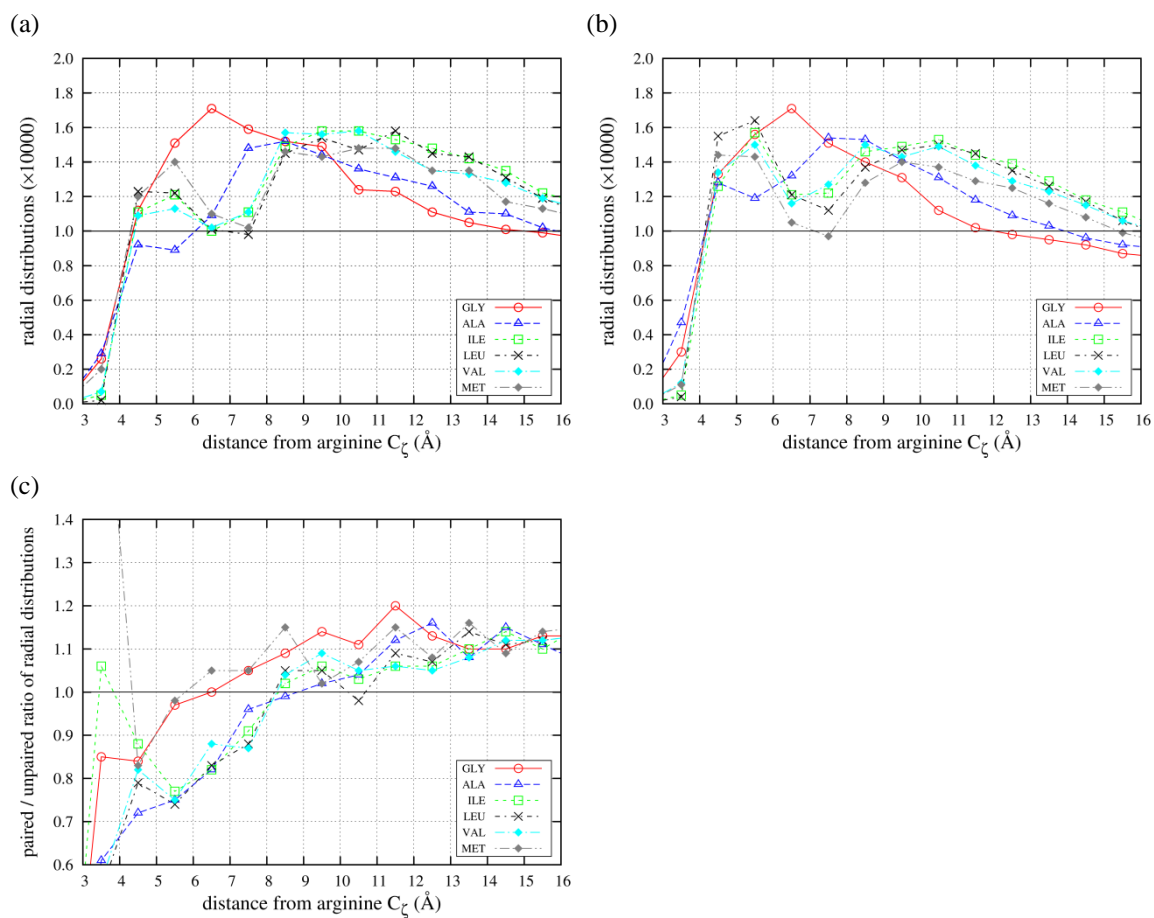 (a)
(b)
2.0
1.8
1.6
1.4
1.2
1.0
0.8
0.6
0.4
0.2
0.0
radial distributions (×10000)
GLY
ALA
ILE
LEU
VAL
MET
3 4 5 6 7 8 9 10 11 12 13 14 15 16
distance from arginine Cζ (Å)
2.0
1.8
1.6
1.4
1.2
1.0
0.8
0.6
0.4
0.2
0.0
radial distributions (×10000)
GLY
ALA
ILE
LEU
VAL
MET
3 4 5 6 7 8 9 10 11 12 13 14 15 16
distance from arginine Cζ (Å)
(c)
1.4
1.3
1.2
1.1
1.0
0.9
0.8
0.7
0.6
paired / unpaired ratio of radial distributions
GLY
ALA
ILE
LEU
VAL
MET
3 4 5 6 7 8 9 10 11 12 13 14 15 16
distance from arginine Cζ (Å)